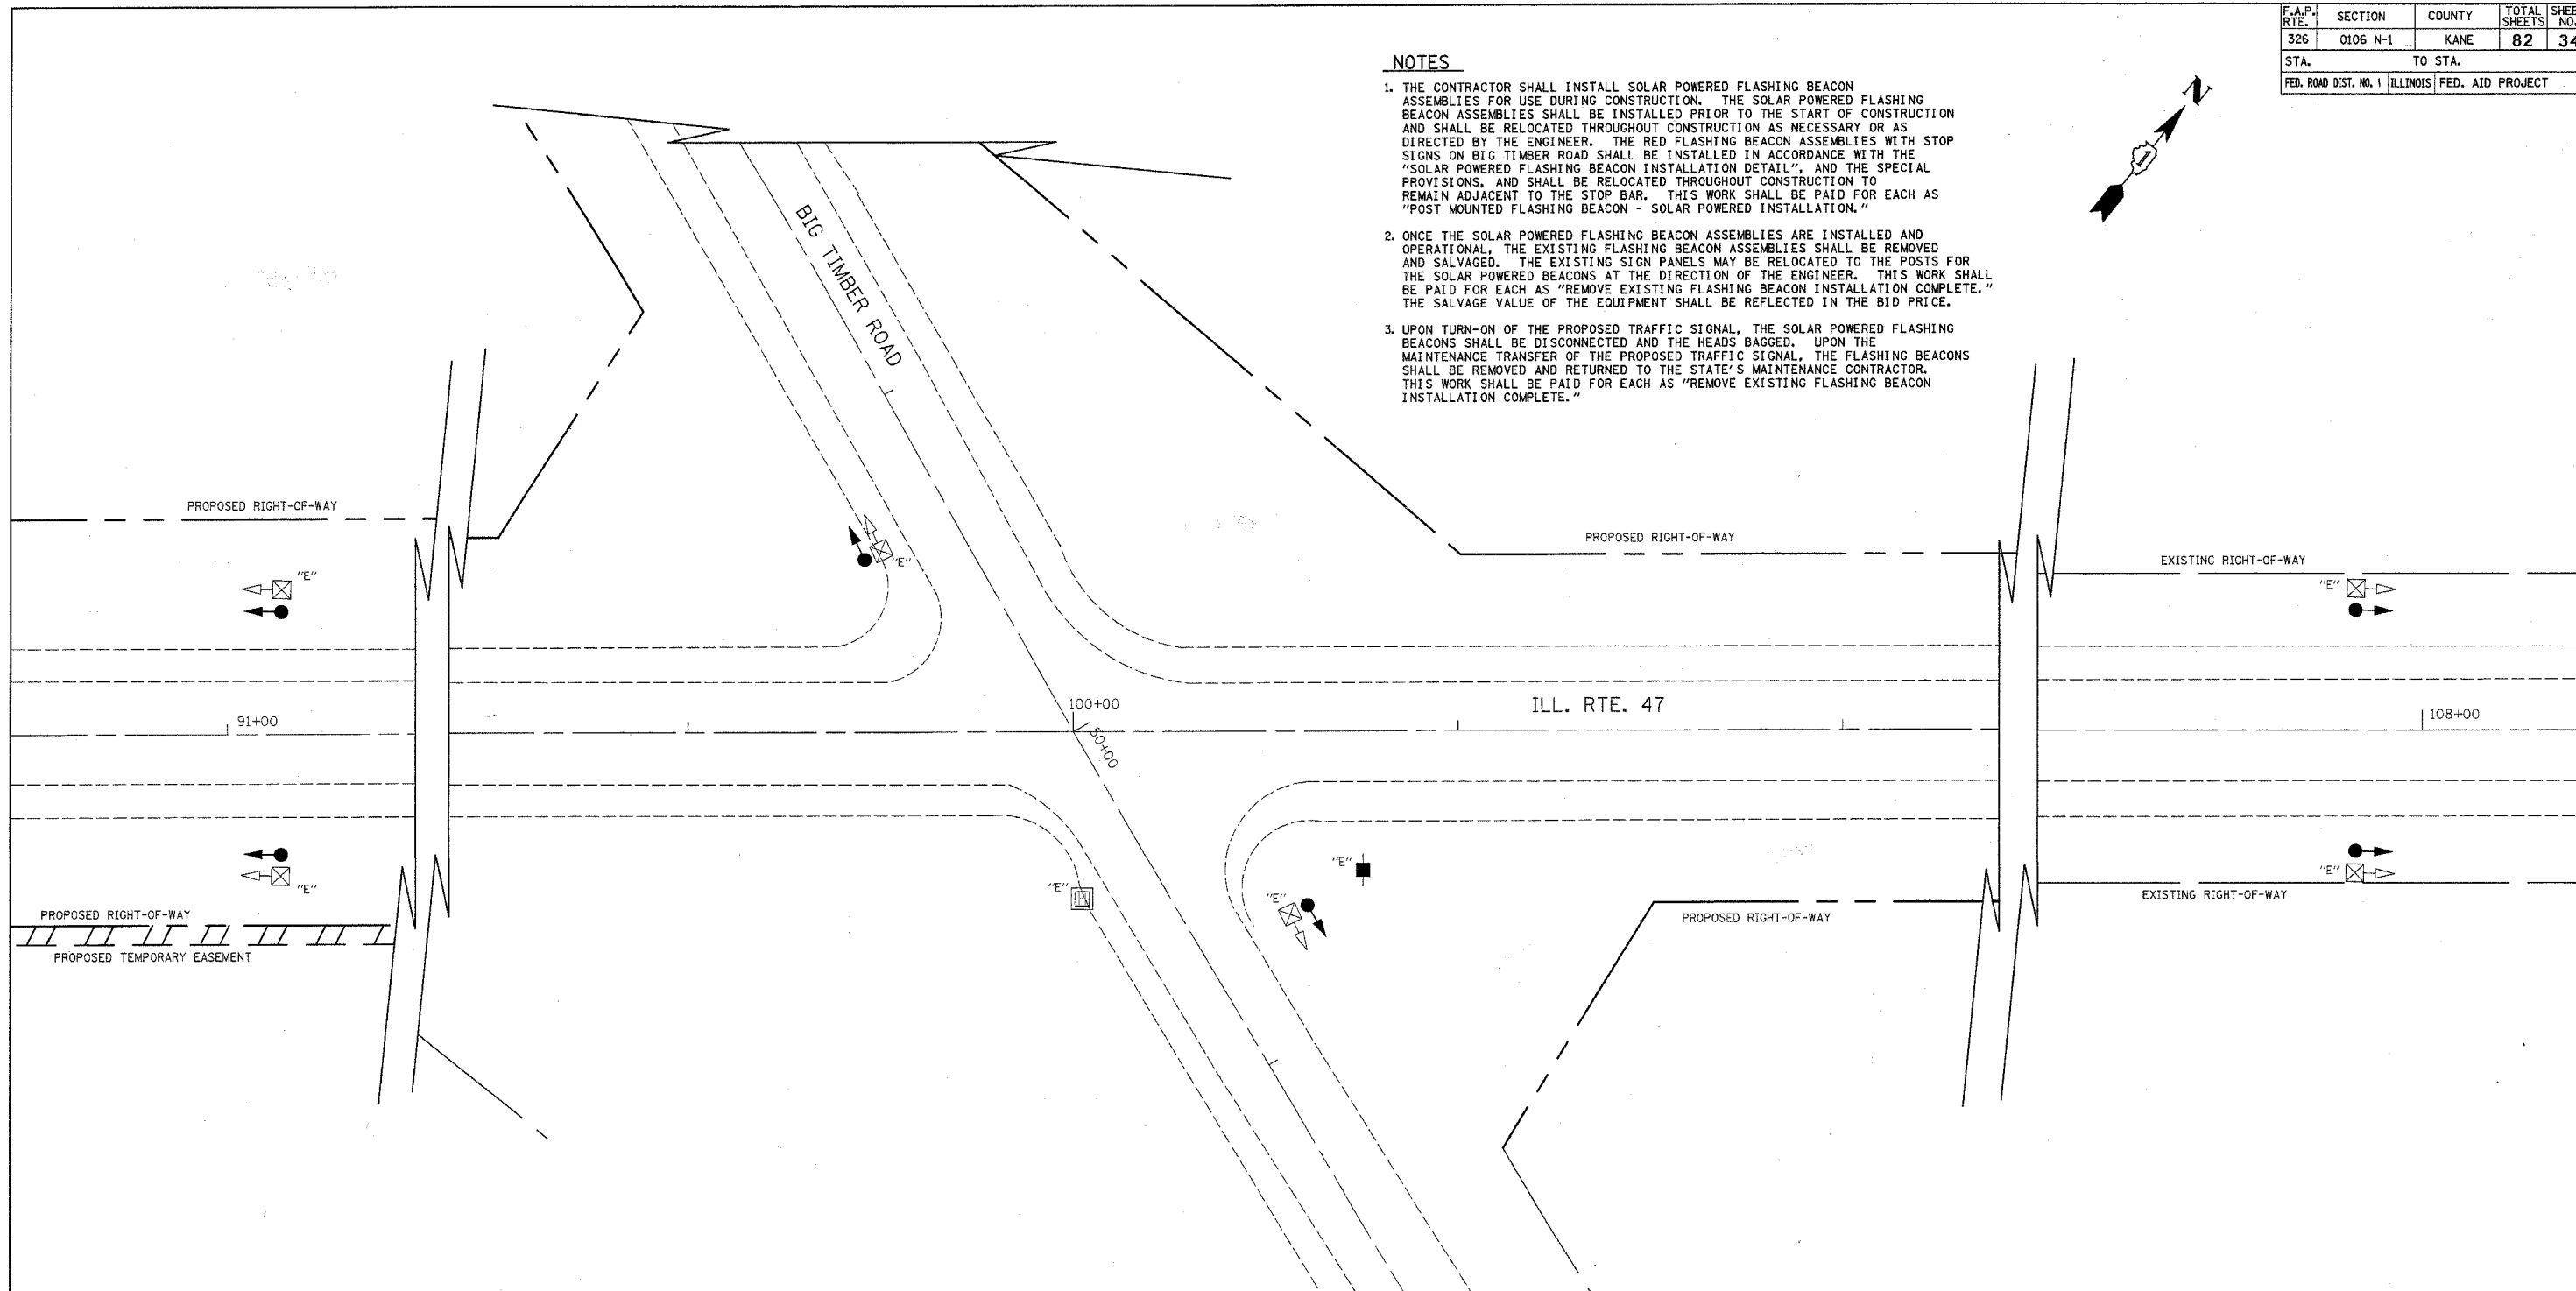 F.A.P. RTE. SECTION COUNTY TOTAL SHEETS
326 0106 N-1 KANE 82 34
STA. TO STA.
FED. ROAD DIST. NO. 1 ILLINOIS FED. AID PROJECT
N
1
NOTES
1. THE CONTRACTOR SHALL INSTALL SOLAR POWERED FLASHING BEACON
ASSEMBLIES FOR USE DURING CONSTRUCTION. THE SOLAR POWERED FLASHING
BEACON ASSEMBLIES SHALL BE INSTALLED PRIOR TO THE START OF CONSTRUCTION
AND SHALL BE RELOCATED THROUGHOUT CONSTRUCTION AS NECESSARY OR AS
DIRECTED BY THE ENGINEER. THE RED FLASHING BEACON ASSEMBLIES WITH STOP
SIGNS ON BIG TIMBER ROAD SHALL BE INSTALLED IN ACCORDANCE WITH THE
"SOLAR POWERED FLASHING BEACON INSTALLATION DETAIL", AND THE SPECIAL
PROVISIONS, AND SHALL BE RELOCATED THROUGHOUT CONSTRUCTION TO
REMAIN ADJACENT TO THE STOP BAR. THIS WORK SHALL BE PAID FOR EACH AS
"POST MOUNTED FLASHING BEACON - SOLAR POWERED INSTALLATION."
2. ONCE THE SOLAR POWERED FLASHING BEACON ASSEMBLIES ARE INSTALLED AND
OPERATIONAL, THE EXISTING FLASHING BEACON ASSEMBLIES SHALL BE REMOVED
AND SALVAGED. THE EXISTING SIGN PANELS MAY BE RELOCATED TO THE POSTS FOR
THE SOLAR POWERED BEACONS AT THE DIRECTION OF THE ENGINEER. THIS WORK SHALL
BE PAID FOR EACH AS "REMOVE EXISTING FLASHING BEACON INSTALLATION COMPLETE."
THE SALVAGE VALUE OF THE EQUIPMENT SHALL BE REFLECTED IN THE BID PRICE.
3. UPON TURN-ON OF THE PROPOSED TRAFFIC SIGNAL, THE SOLAR POWERED FLASHING
BEACONS SHALL BE DISCONNECTED AND THE HEADS BAGGED. UPON THE
MAINTENANCE TRANSFER OF THE PROPOSED TRAFFIC SIGNAL, THE FLASHING BEACONS
SHALL BE REMOVED AND RETURNED TO THE STATE'S MAINTENANCE CONTRACTOR.
THIS WORK SHALL BE PAID FOR EACH AS "REMOVE EXISTING FLASHING BEACON
INSTALLATION COMPLETE."
BIG TIMBER ROAD
PROPOSED RIGHT-OF-WAY
PROPOSED RIGHT-OF-WAY
EXISTING RIGHT-OF-WAY
"E"
"E"
"E"
ILL. RTE. 47
91+00
100+00
50+00
108+00
"E"
"E"
"E"
"E"
"E"
PROPOSED RIGHT-OF-WAY
PROPOSED RIGHT-OF-WAY
EXISTING RIGHT-OF-WAY
PROPOSED TEMPORARY EASEMENT